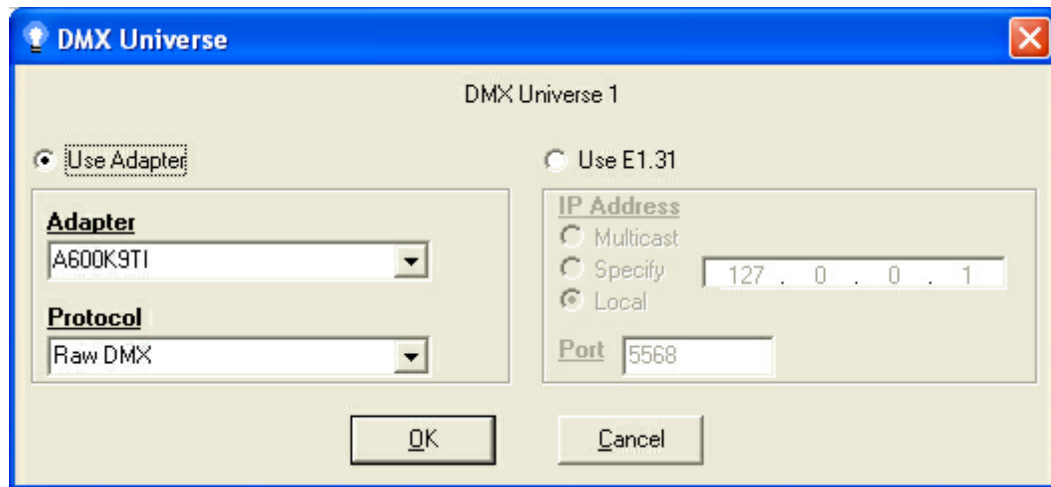 DMX Universe
DMX Universe 1
Use Adapter
Adapter
A600K9TI
Protocol
Raw DMX
Use E1.31
IP Address
Multicast
Specify 127 . 0 . 0 . 1
Local
Port 5568
OK Cancel